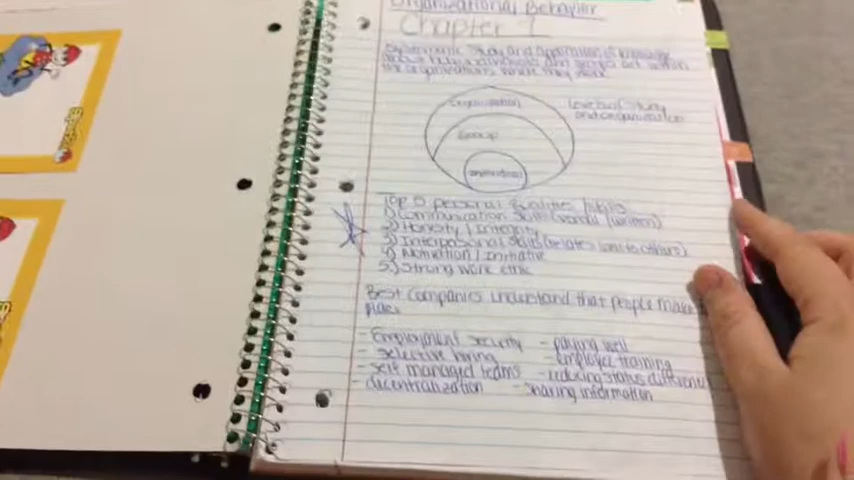 Organizational Behavior
Chapter 1
Systematic Study and application of knowledge
about how individuals and groups act within
the organizations where they work
Organization
Group
individual
Levels of study
and organization
Top 5 personal qualities / skills
1) Communication Skills (verbal / written)
2) Honesty / Integrity
3) Interpersonal Skills (relates well to others)
4) Motivation / Initiative
5) Strong work ethic
Best Companies understand that people make
- Employment security - paying well
- selective hiring - employee training
- self managed teams - reducing status difference
- decentralization - sharing information